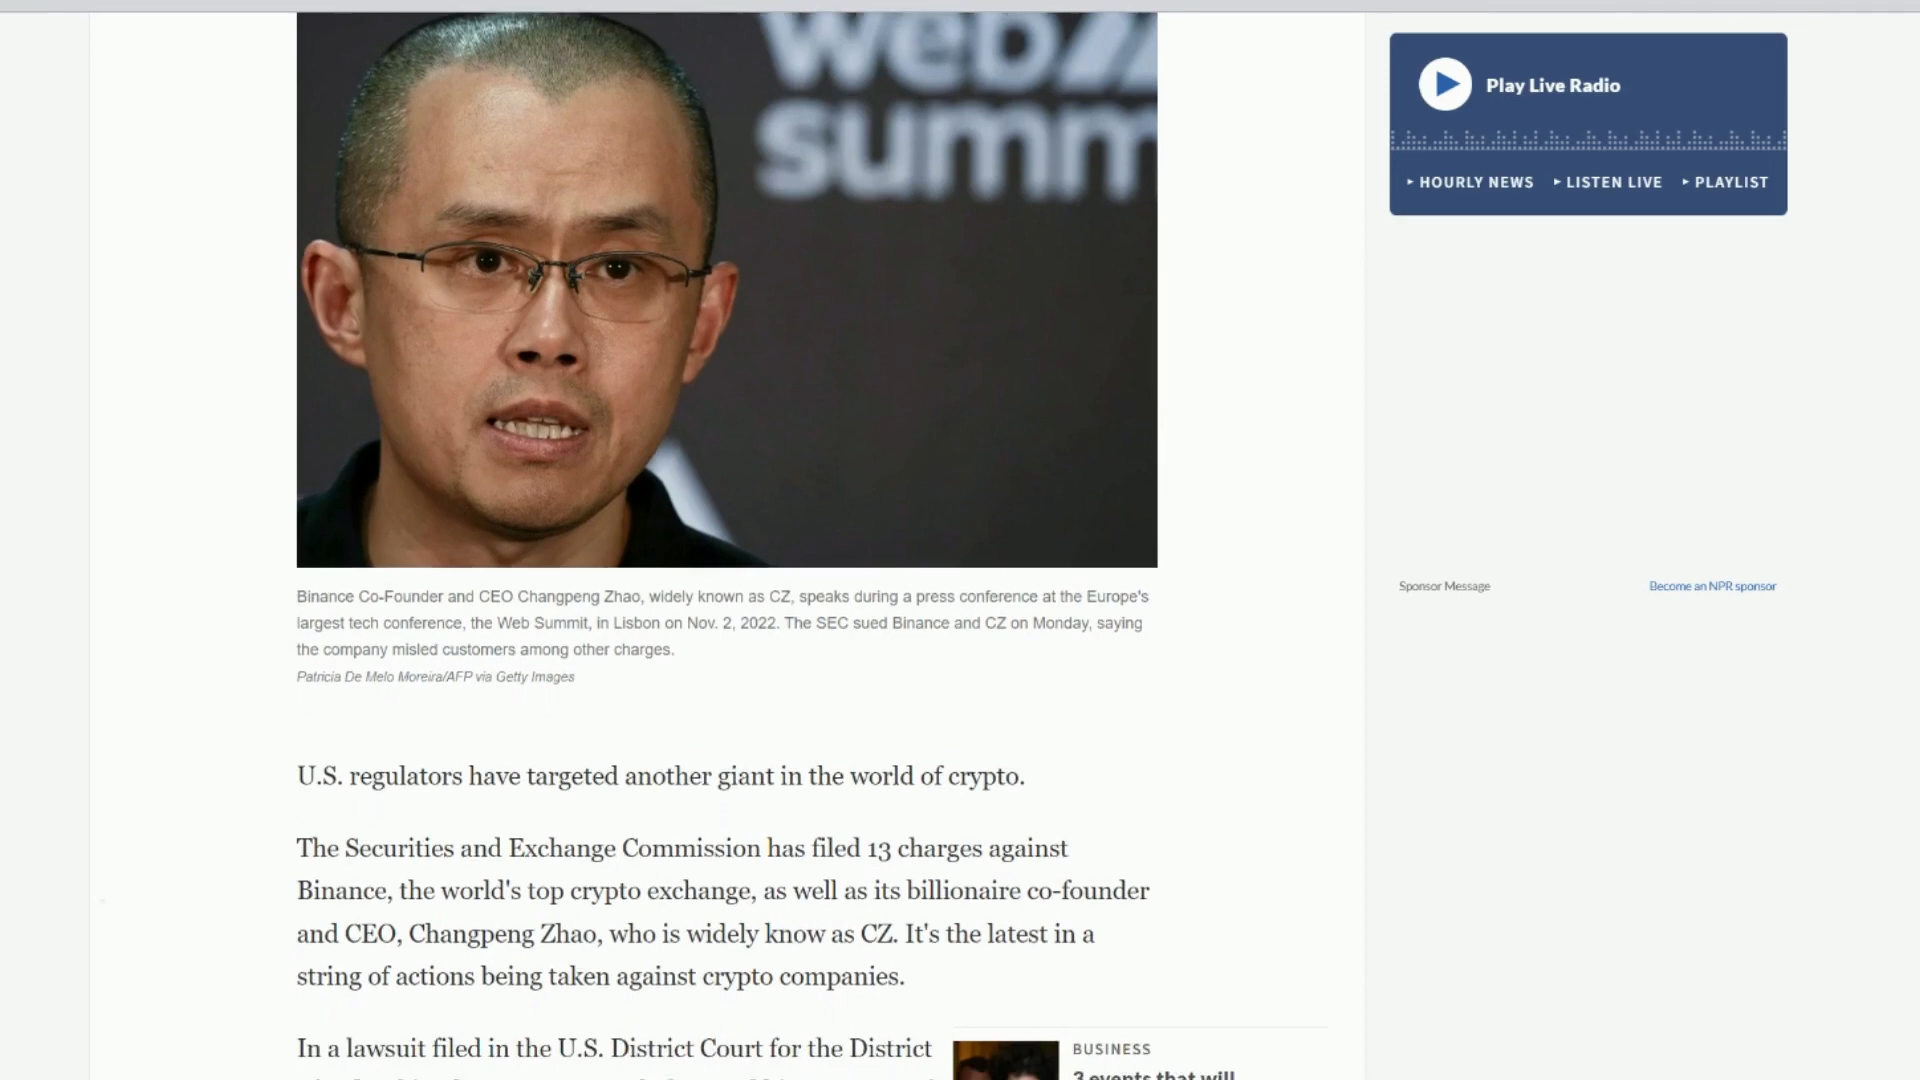 Web
summ
Play Live Radio
HOURLY NEWS
LISTEN LIVE
PLAYLIST
Binance Co-Founder and CEO Changpeng Zhao, widely known as CZ, speaks during a press conference at the Europe's
largest tech conference, the Web Summit, in Lisbon on Nov. 2, 2022. The SEC sued Binance and CZ on Monday, saying
the company misled customers among other charges.
Patricia De Melo Moreira/AFP via Getty Images
Sponsor Message
Become an NPR sponsor
U.S. regulators have targeted another giant in the world of crypto.
The Securities and Exchange Commission has filed 13 charges against
Binance, the world's top crypto exchange, as well as its billionaire co-founder
and CEO, Changpeng Zhao, who is widely know as CZ. It's the latest in a
string of actions being taken against crypto companies.
In a lawsuit filed in the U.S. District Court for the District
BUSINESS
3 events that will